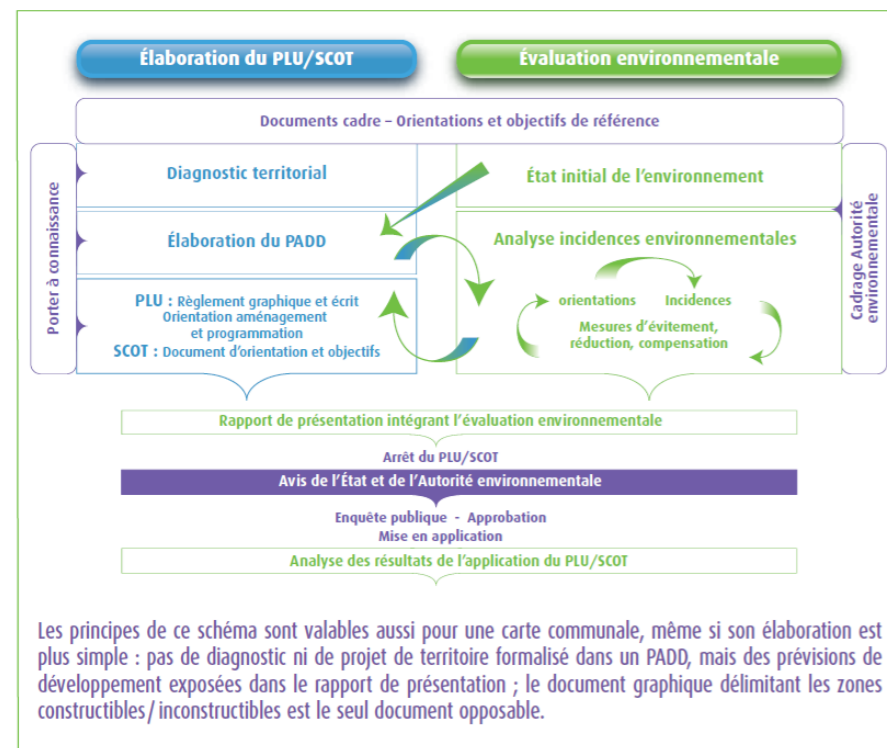 Élaboration du PLU/SCOT
Évaluation environnementale
Documents cadre – Orientations et objectifs de référence
Porter à connaissance
Diagnostic territorial
État initial de l'environnement
Cadrage Autorité
environnementale
Élaboration du PADD
Analyse incidences environnementales
PLU : Règlement graphique et écrit
Orientation aménagement
et programmation
SCOT : Document d'orientation et objectifs
orientations
Incidences
Mesures d'évitement,
réduction, compensation
Rapport de présentation intégrant l'évaluation environnementale
Arrêt du PLU/SCOT
Avis de l'État et de l'Autorité environnementale
Enquête publique - Approbation
Mise en application
Analyse des résultats de l'application du PLU/SCOT
Les principes de ce schéma sont valables aussi pour une carte communale, même si son élaboration est
plus simple : pas de diagnostic ni de projet de territoire formalisé dans un PADD, mais des prévisions de
développement exposées dans le rapport de présentation ; le document graphique délimitant les zones
constructibles/inconstructibles est le seul document opposable.